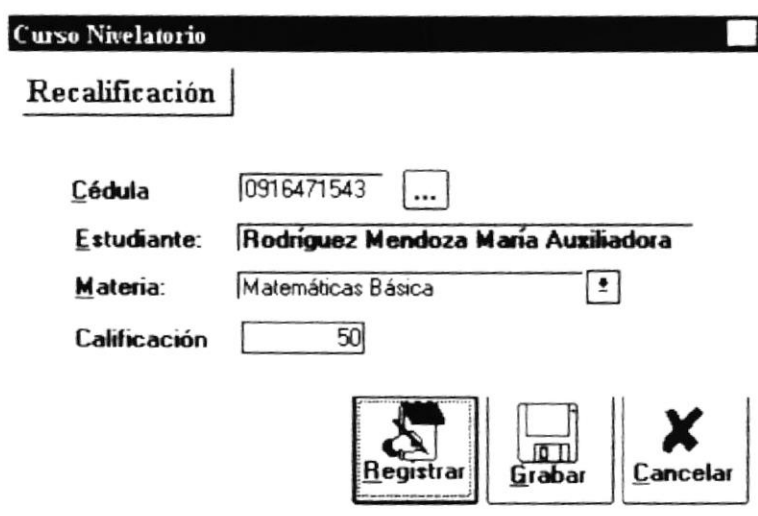 Curso Nivelatorio
Recalificación
Cédula 0916471543 ...
Estudiante: Rodríguez Mendoza María Auxiliadora
Materia: Matemáticas Básica
Calificación 50
Registrar Grabar Cancelar